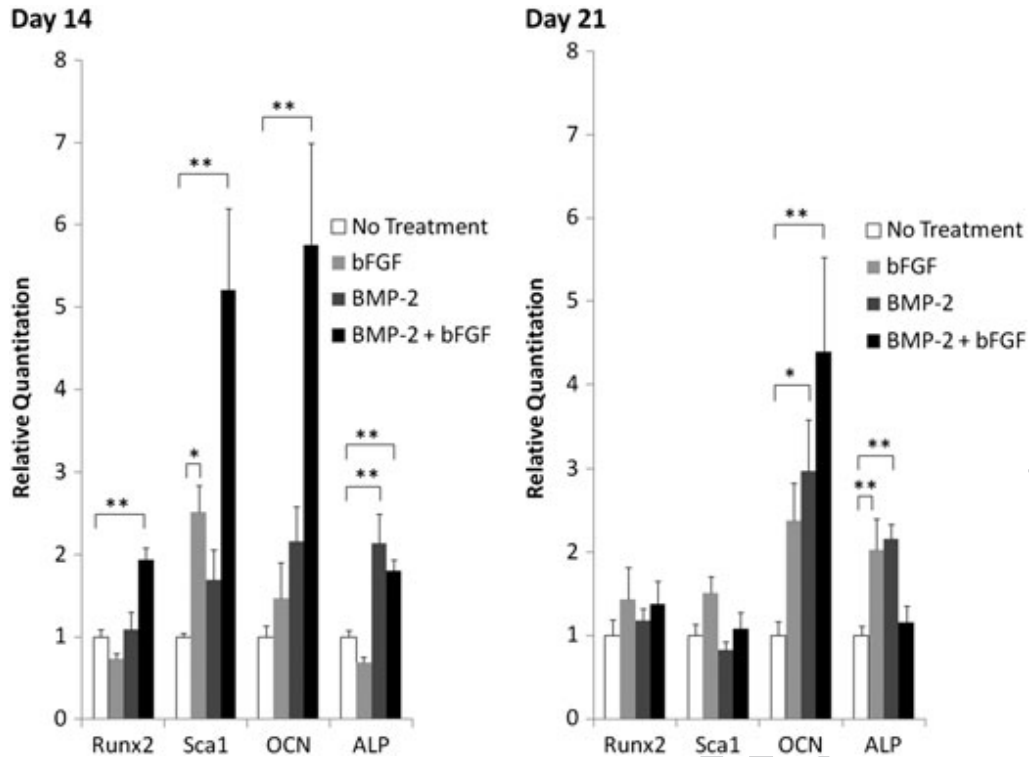 Day 14
8
7
6
5
4
3
2
1
0
Relative Quantitation
**
**
**
*
**
**
No Treatment
bFGF
BMP-2
BMP-2 + bFGF
Runx2 Sca1 OCN ALP
Day 21
8
7
6
5
4
3
2
1
0
Relative Quantitation
**
*
**
**
No Treatment
bFGF
BMP-2
BMP-2 + bFGF
Runx2 Sca1 OCN ALP